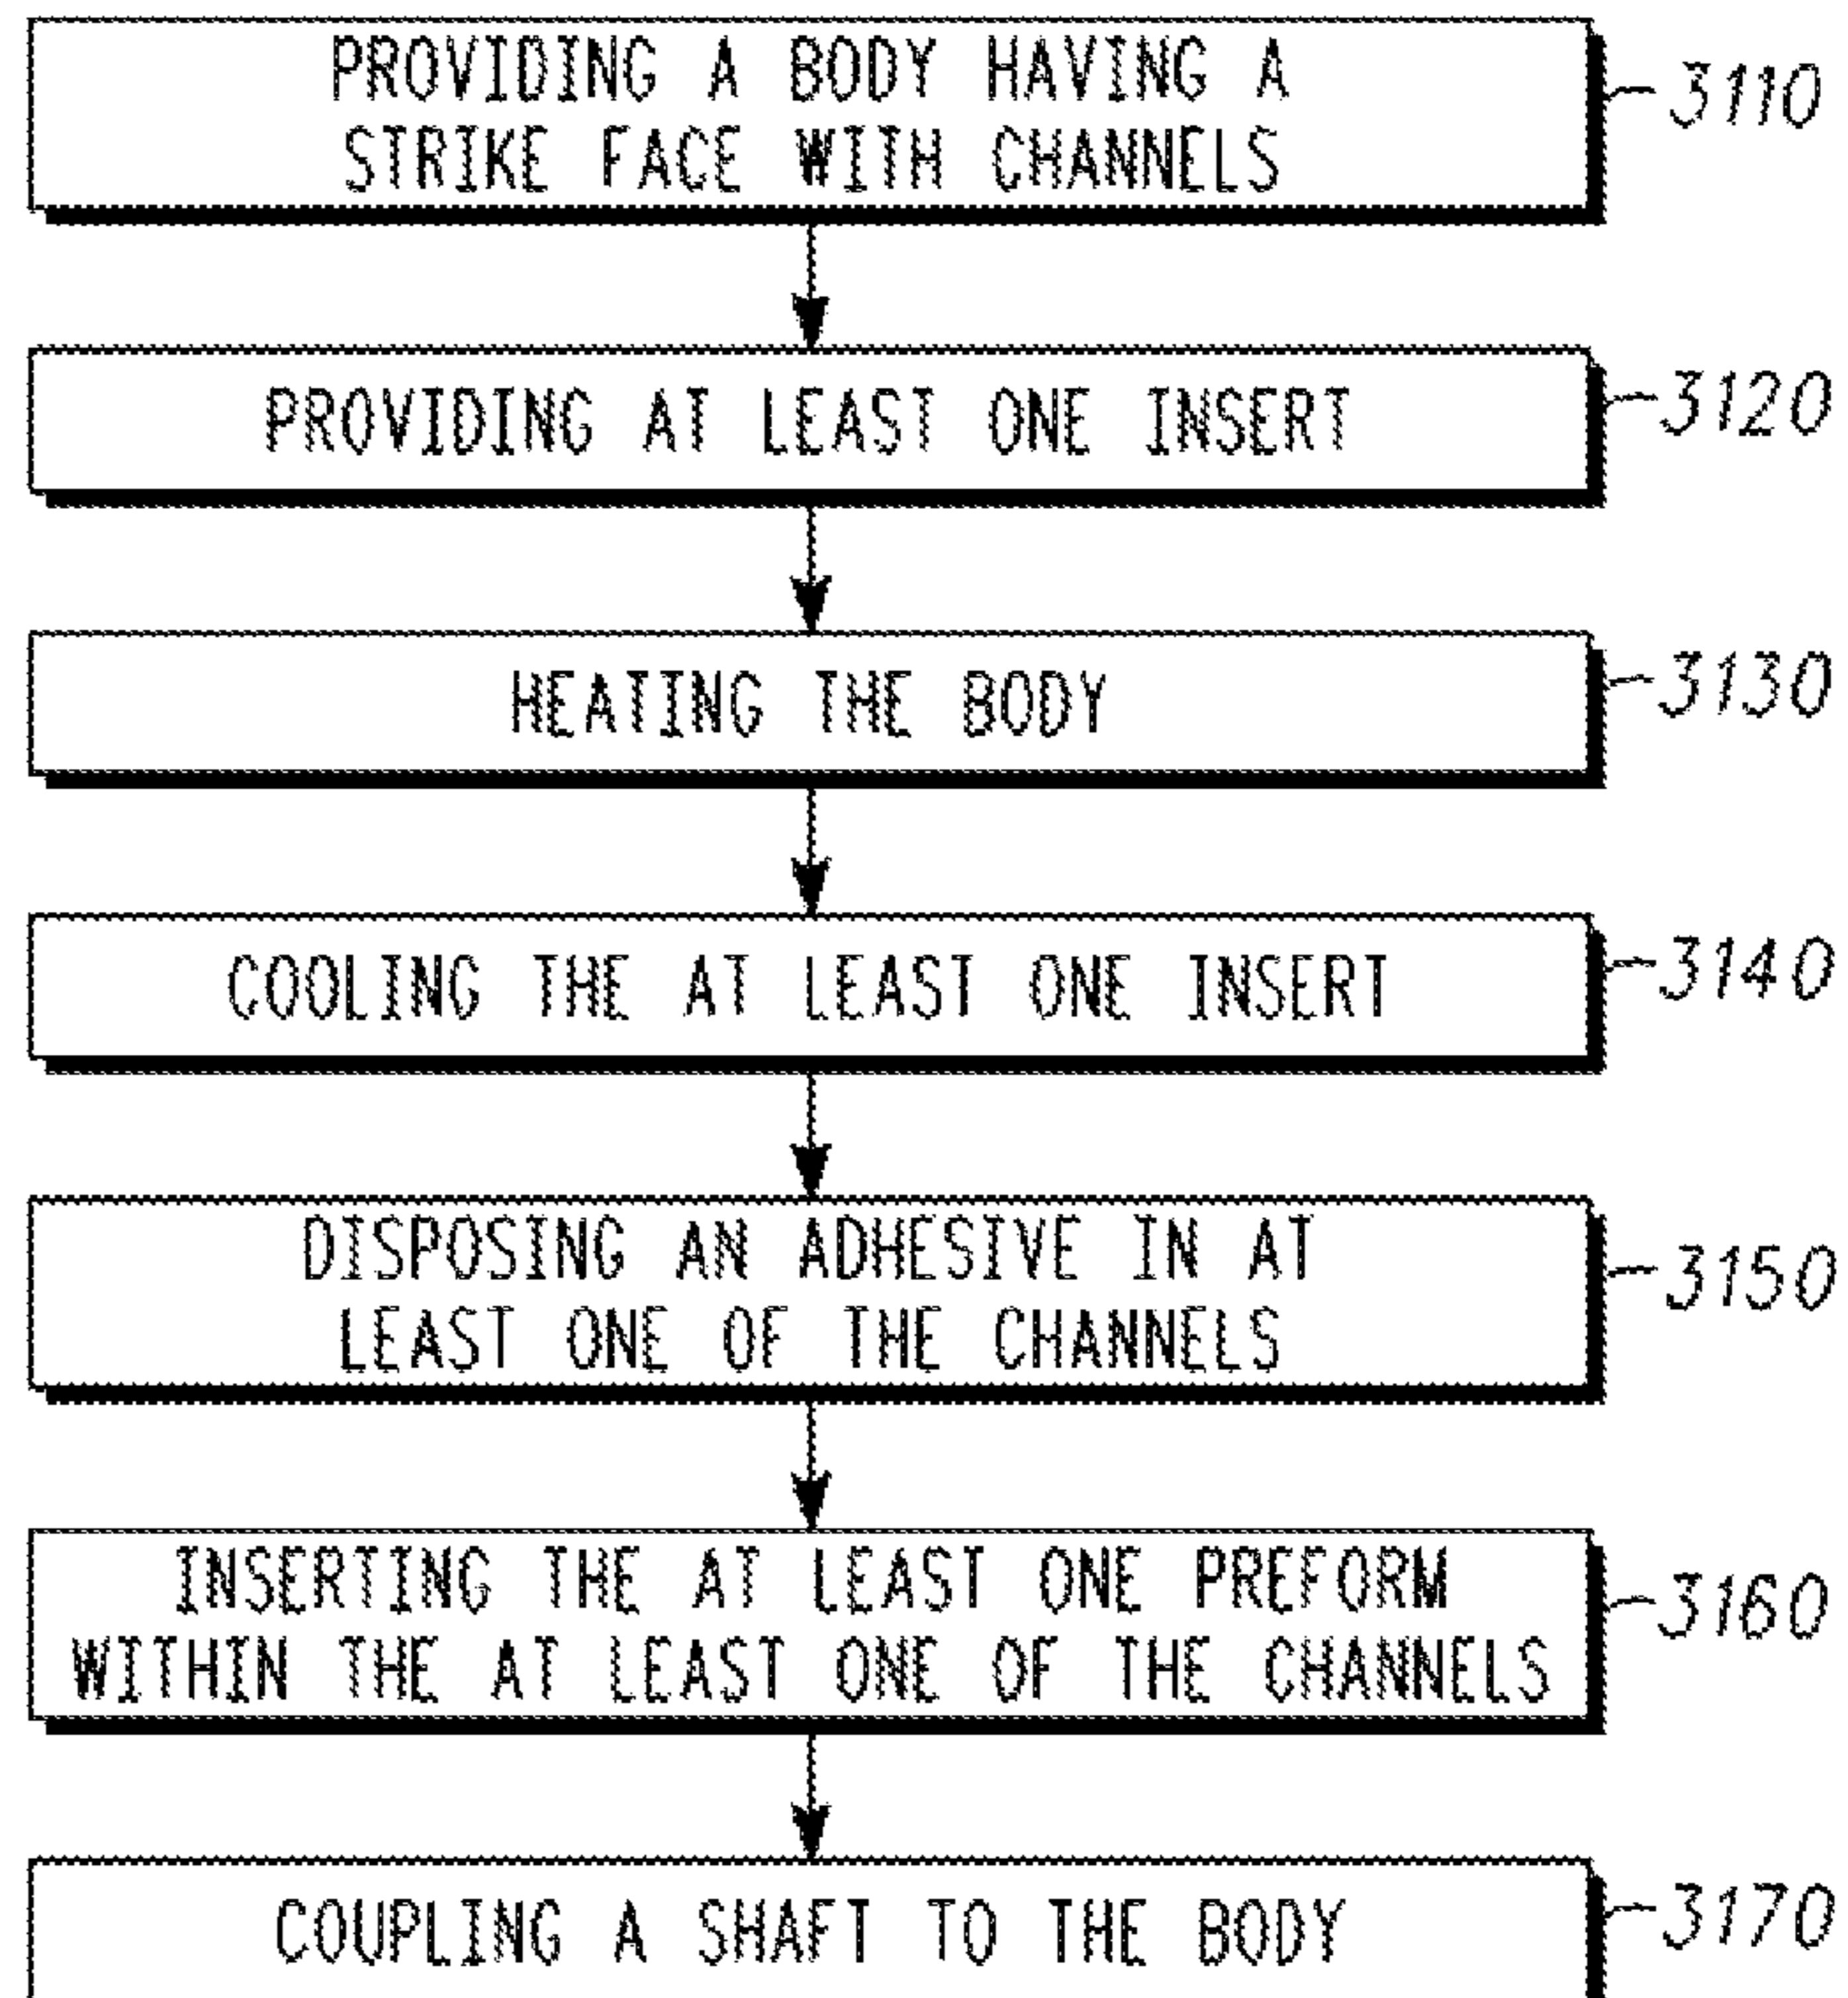 PROVIDING A BODY HAVING A
STRIKE FACE WITH CHANNELS
3110
PROVIDING AT LEAST ONE INSERT
3120
HEATING THE BODY
3130
COOLING THE AT LEAST ONE INSERT
3140
DISPOSING AN ADHESIVE IN AT
LEAST ONE OF THE CHANNELS
3150
INSERTING THE AT LEAST ONE PREFORM
WITHIN THE AT LEAST ONE OF THE CHANNELS
3160
COUPLING A SHAFT TO THE BODY
3170